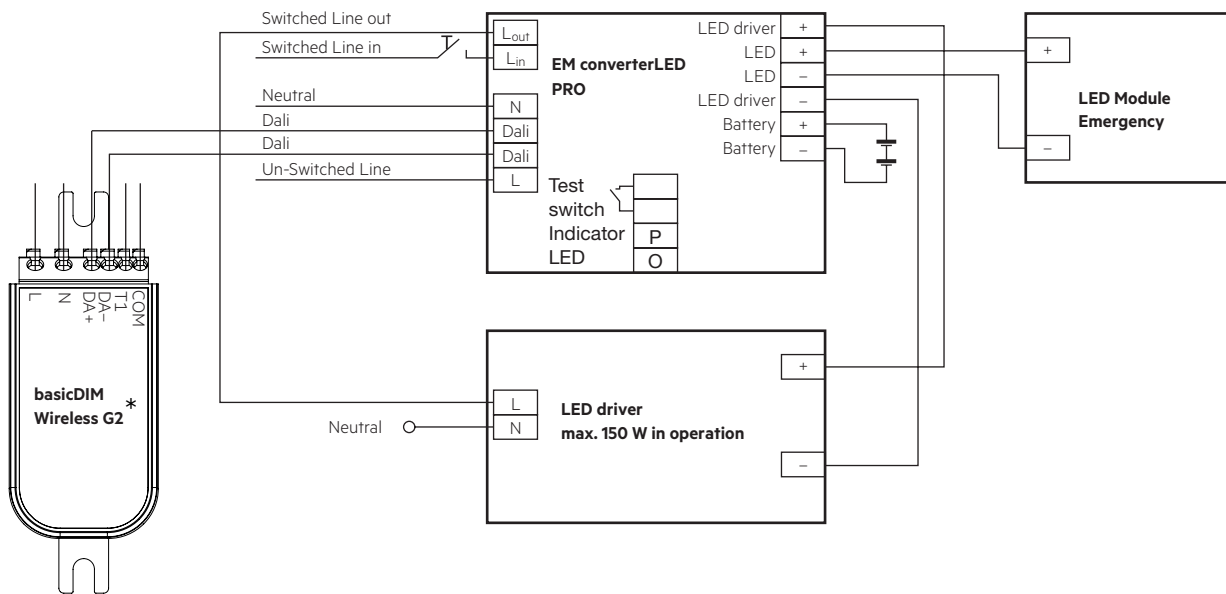 Switched Line out
Switched Line in
Neutral
Dali
Dali
Un-Switched Line
Lout
Lin
N
Dali
Dali
L
EM converterLED
PRO
Test
switch
Indicator
LED
P
O
LED driver +
LED +
LED –
LED driver –
Battery +
Battery –
+
–
LED Module
Emergency
L
N
DA+
DA–
T1
COM
basicDIM
Wireless G2 *
Neutral
L
N
LED driver
max. 150 W in operation
+
–